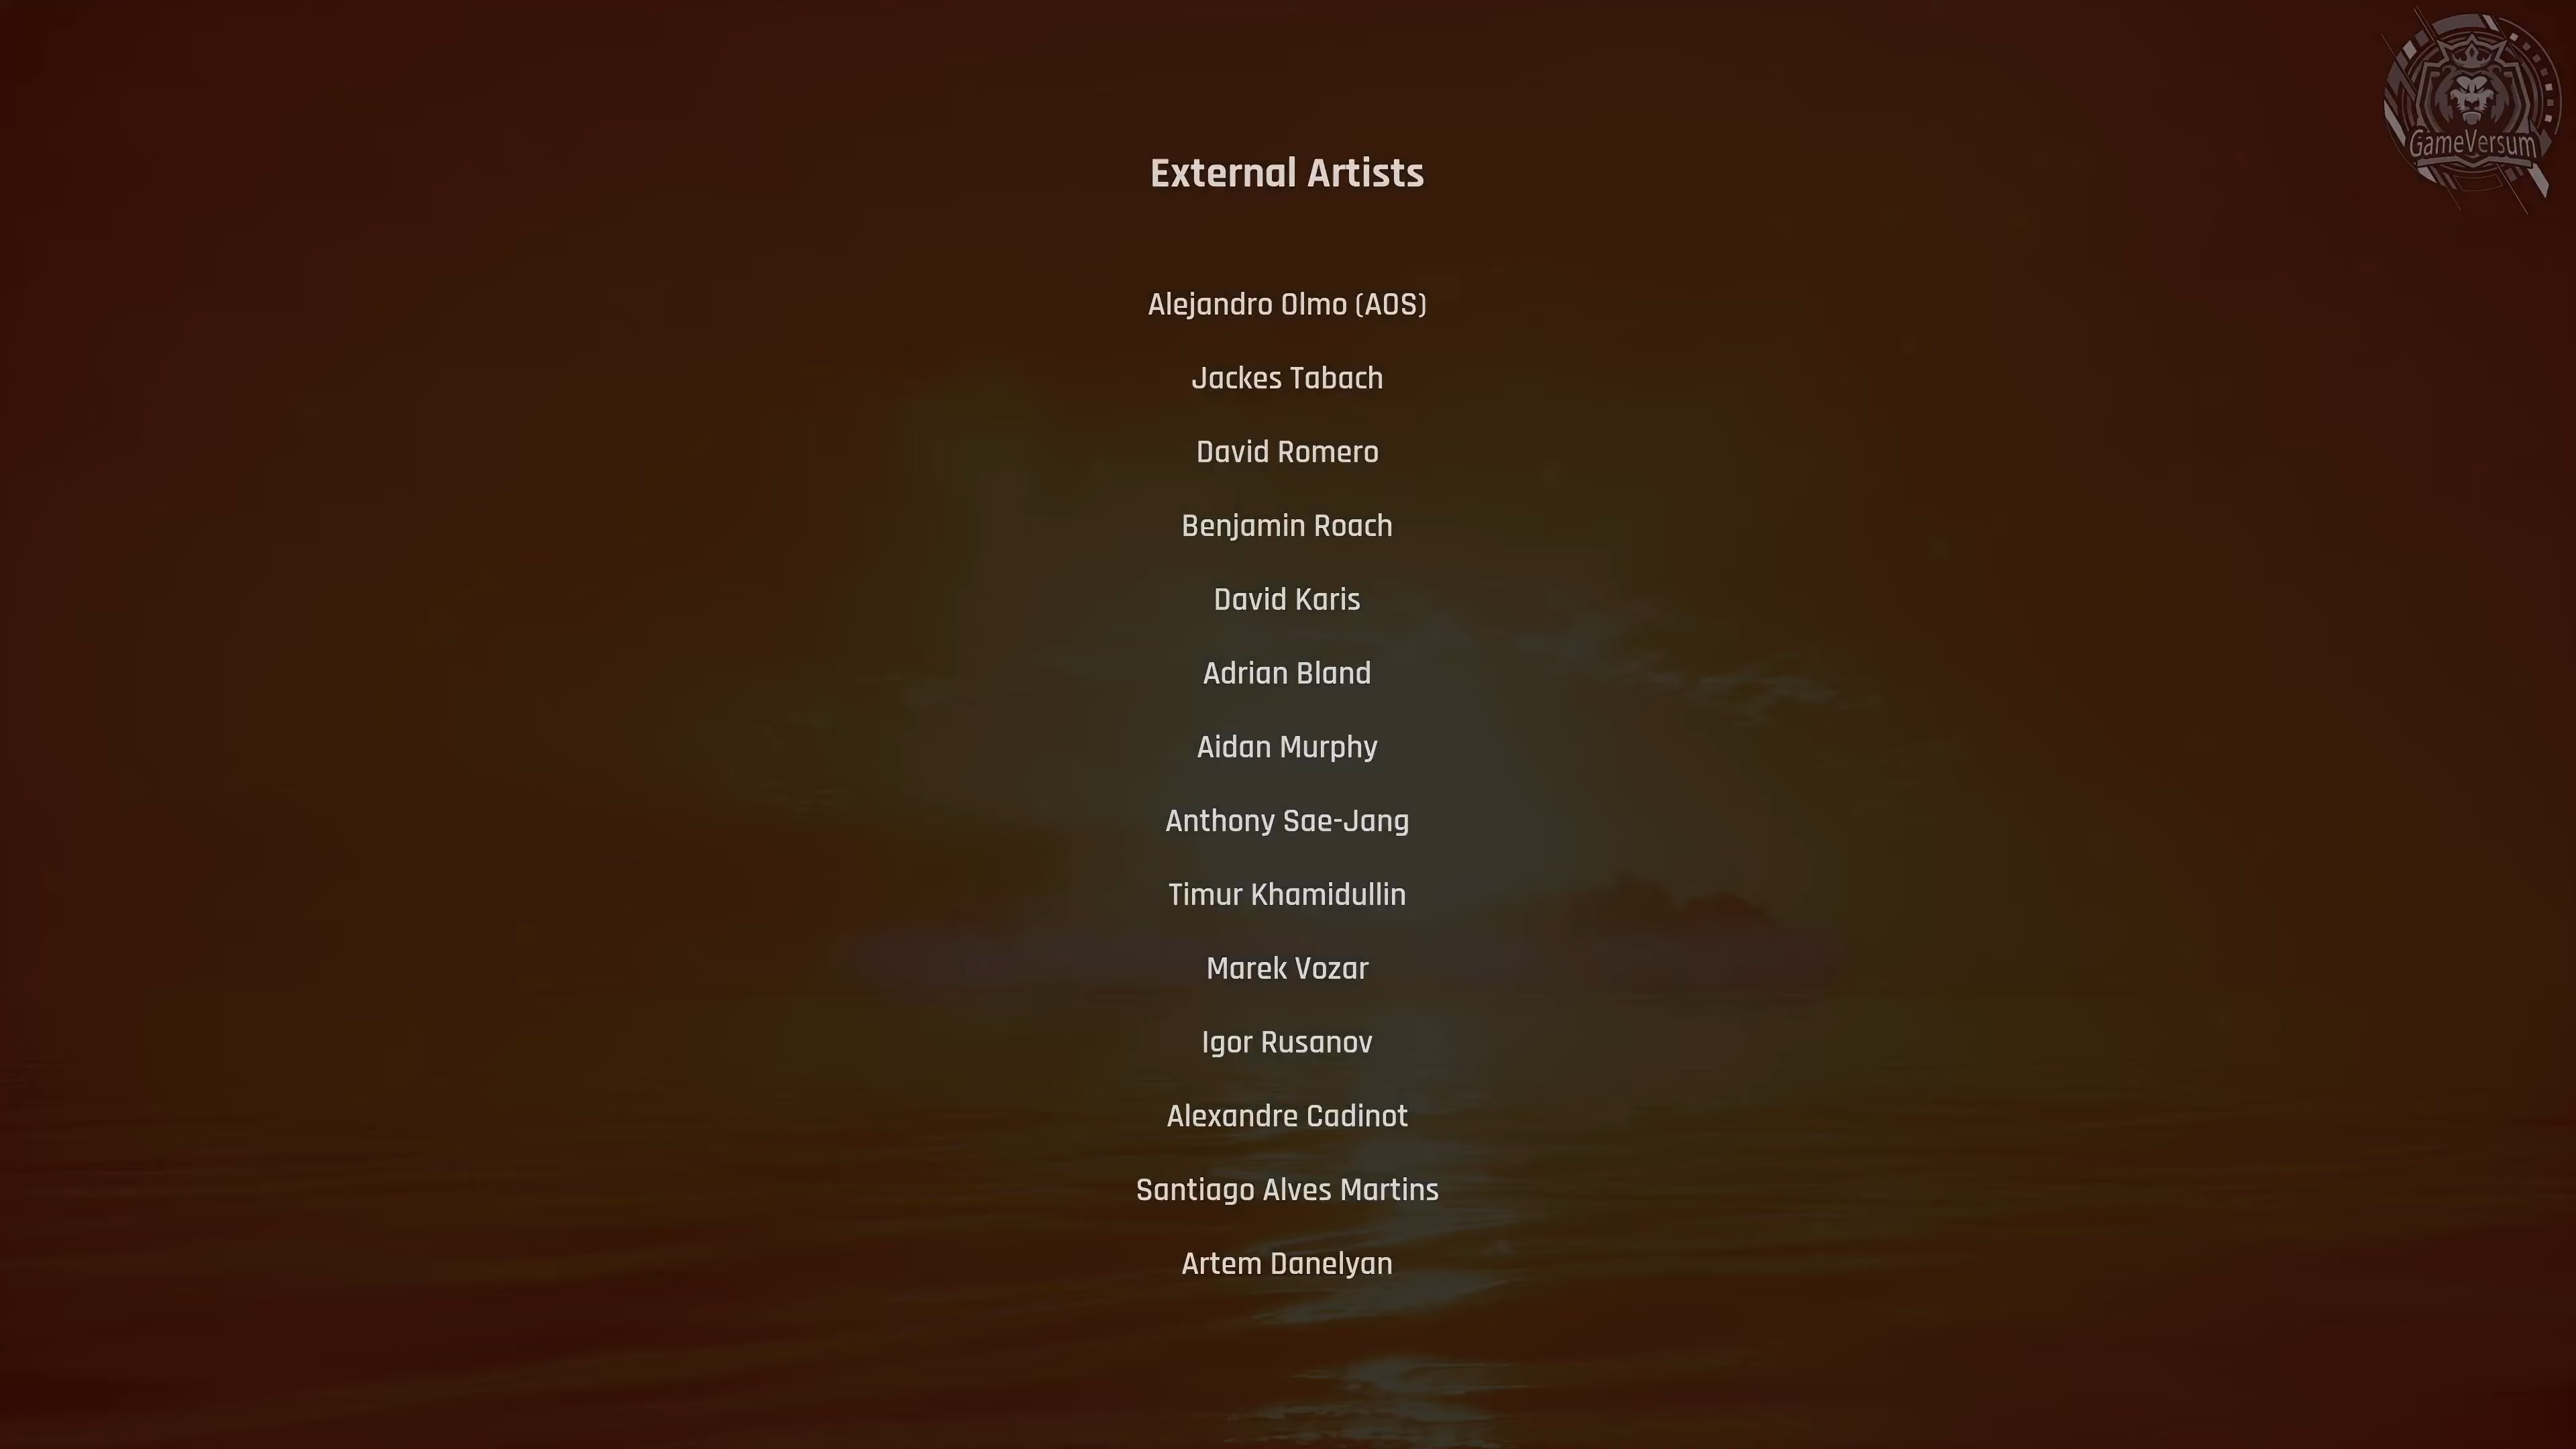 GameVersum
External Artists
Alejandro Olmo (AOS)
Jackes Tabach
David Romero
Benjamin Roach
David Karis
Adrian Bland
Aidan Murphy
Anthony Sae-Jang
Timur Khamidullin
Marek Vozar
Igor Rusanov
Alexandre Cadinot
Santiago Alves Martins
Artem Danelyan